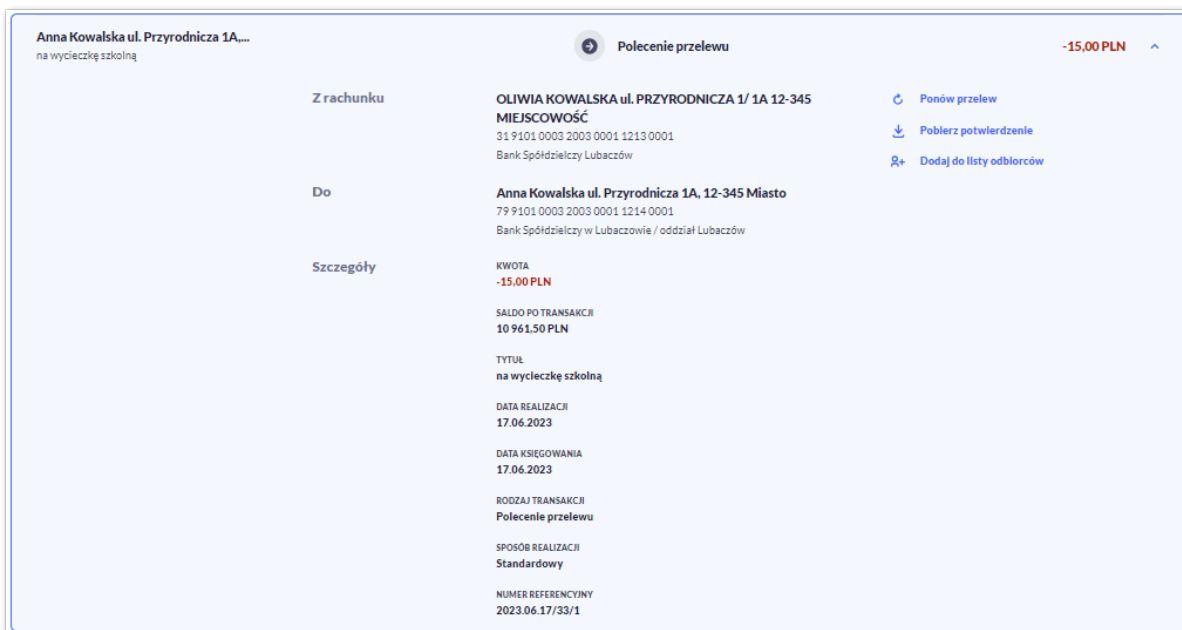 Anna Kowalska ul. Przyrodnicza 1A,...
na wycieczkę szkolną
Polecenie przelewu
-15,00 PLN
Z rachunku
OLIWIA KOWALSKA ul. PRZYRODNICZA 1/ 1A 12-345
MIEJSCOWOŚĆ
31 9101 0003 2003 0001 1213 0001
Bank Spółdzielczy Lubaczów
Ponów przelew
Pobierz potwierdzenie
Dodaj do listy odbiorców
Do
Anna Kowalska ul. Przyrodnicza 1A, 12-345 Miasto
79 9101 0003 2003 0001 1214 0001
Bank Spółdzielczy w Lubaczowie / oddział Lubaczów
Szczegóły
KWOTA
-15,00 PLN
SALDO PO TRANSAKCJI
10 961,50 PLN
TYTUŁ
na wycieczkę szkolną
DATA REALIZACJI
17.06.2023
DATA KSIĘGOWANIA
17.06.2023
RODZAJ TRANSAKCJI
Polecenie przelewu
SPOSÓB REALIZACJI
Standardowy
NUMER REFERENCYJNY
2023.06.17/33/1